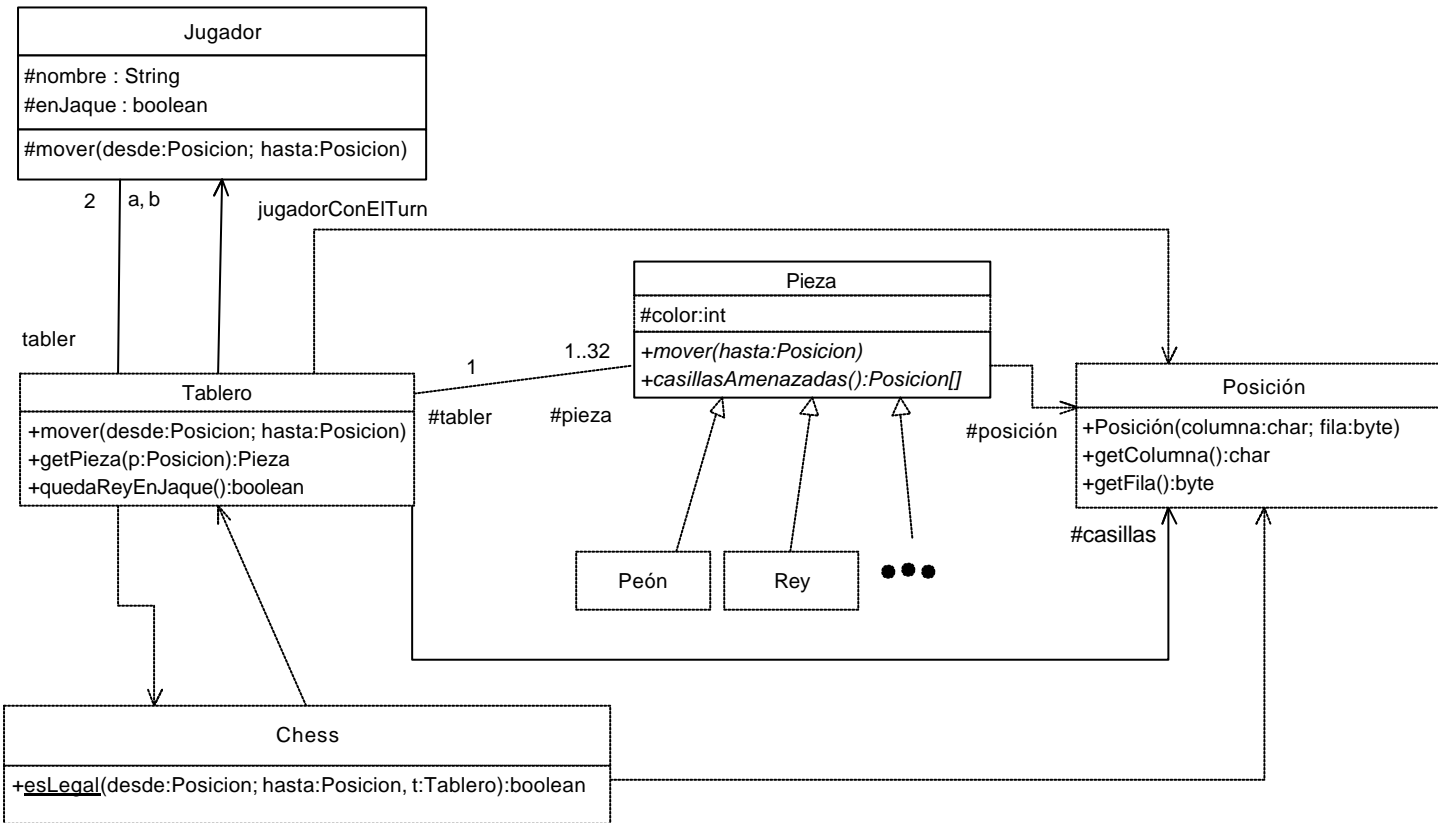 Jugador
#nombre : String
#enJaque : boolean
#mover(desde:Posicion; hasta:Posicion)
2 a, b
jugadorConElTurn
tabler
Pieza
#color:int
+mover(hasta:Posicion)
+casillasAmenazadas():Posicion[]
1 1..32
#tabler #pieza
Tablero
+mover(desde:Posicion; hasta:Posicion)
+getPieza(p:Posicion):Pieza
+quedaReyEnJaque():boolean
#posición
Posición
+Posición(columna:char; fila:byte)
+getColumna():char
+getFila():byte
#casillas
Peón
Rey
Chess
+esLegal(desde:Posicion; hasta:Posicion, t:Tablero):boolean